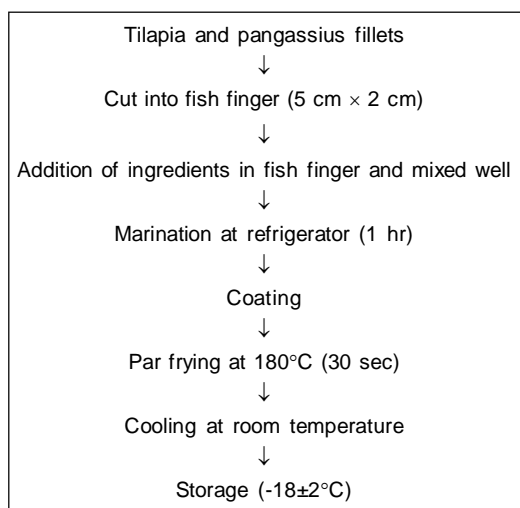 Tilapia and pangassius fillets
↓
Cut into fish finger (5 cm × 2 cm)
↓
Addition of ingredients in fish finger and mixed well
↓
Marination at refrigerator (1 hr)
↓
Coating
↓
Par frying at 180°C (30 sec)
↓
Cooling at room temperature
↓
Storage (-18±2°C)